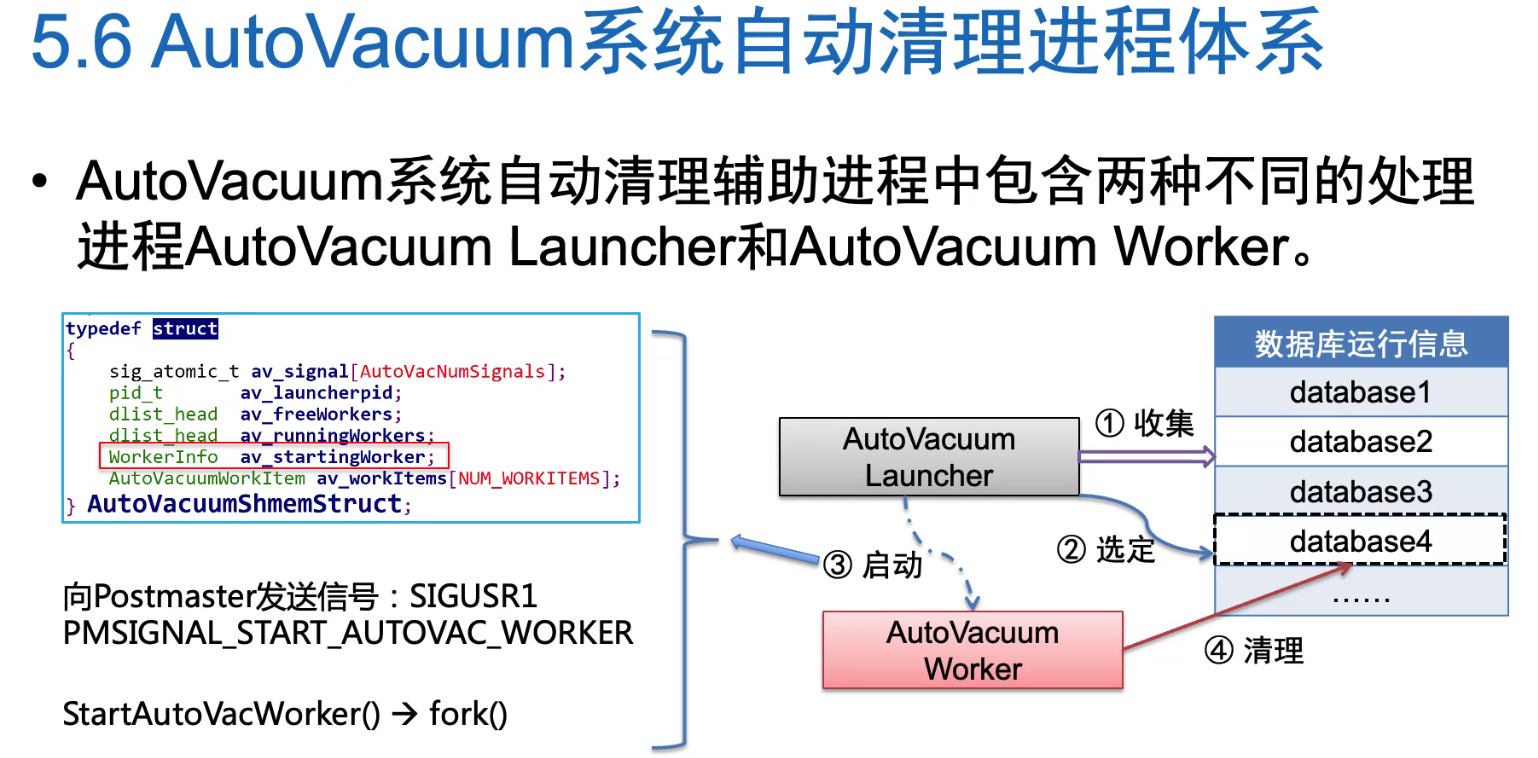 5.6 AutoVacuum系统自动清理进程体系
• AutoVacuum系统自动清理辅助进程中包含两种不同的处理
进程AutoVacuum Launcher和AutoVacuum Worker。
typedef struct
{
sig_atomic_t av_signal[AutoVacNumSignals];
pid_t av_launcherpid;
dlist_head av_freeWorkers;
dlist_head av_runningWorkers;
WorkerInfo av_startingWorker;
AutoVacuumWorkItem av_workItems[NUM_WORKITEMS];
} AutoVacuumShmemStruct;
向Postmaster发送信号：SIGUSR1
PMSIGNAL_START_AUTOVAC_WORKER
StartAutoVacWorker() → fork()
AutoVacuum
Launcher
① 收集
② 选定
③ 启动
AutoVacuum
Worker
④ 清理
数据库运行信息
database1
database2
database3
database4
……